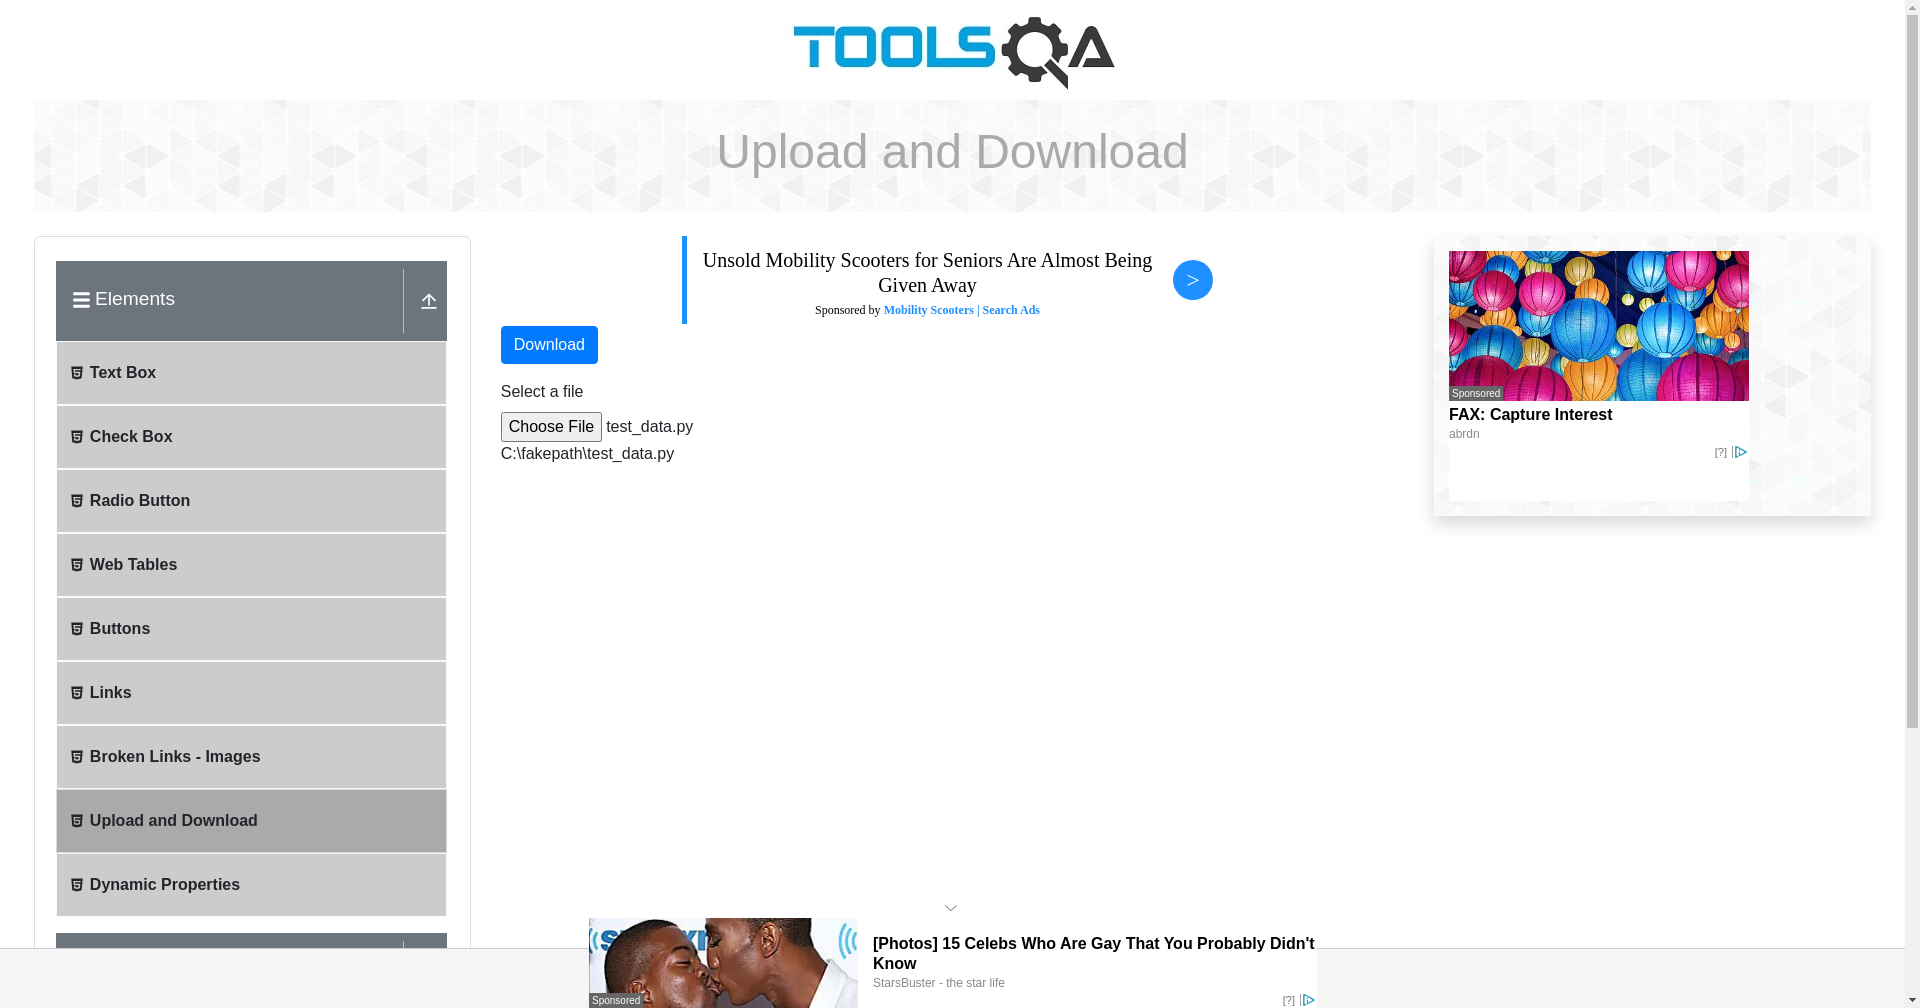 TOOLSQA
Upload and Download
Elements
Text Box
Check Box
Radio Button
Web Tables
Buttons
Links
Broken Links - Images
Upload and Download
Dynamic Properties
Unsold Mobility Scooters for Seniors Are Almost Being
Given Away
Sponsored by Mobility Scooters | Search Ads
>
Download
Select a file
Choose File test_data.py
C:\fakepath\test_data.py
Sponsored
FAX: Capture Interest
abrdn
[?]
[Photos] 15 Celebs Who Are Gay That You Probably Didn't
Know
StarsBuster - the star life
Sponsored
[?]